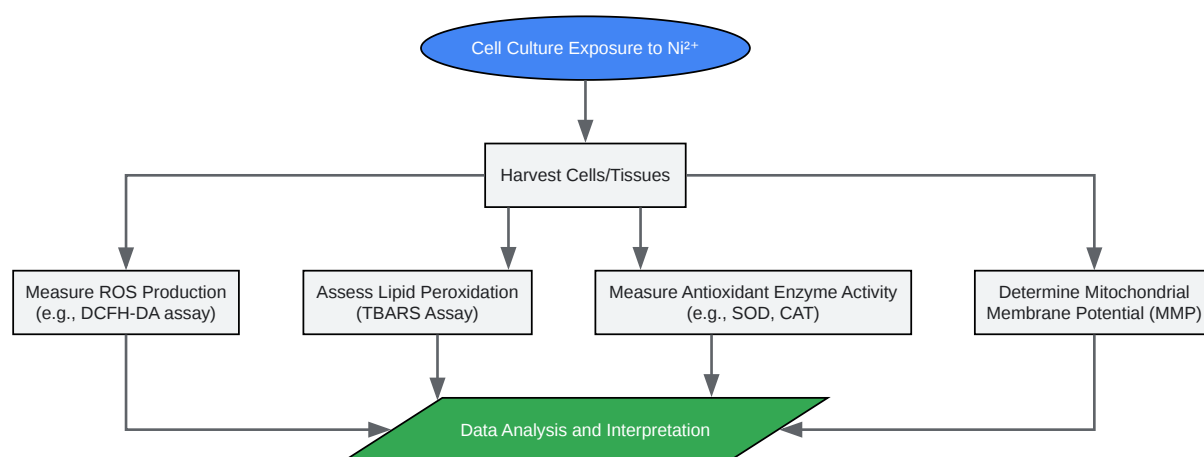 Cell Culture Exposure to Ni²⁺
Harvest Cells/Tissues
Measure ROS Production
(e.g., DCFH-DA assay)
Assess Lipid Peroxidation
(TBARS Assay)
Measure Antioxidant Enzyme Activity
(e.g., SOD, CAT)
Determine Mitochondrial
Membrane Potential (MMP)
Data Analysis and Interpretation